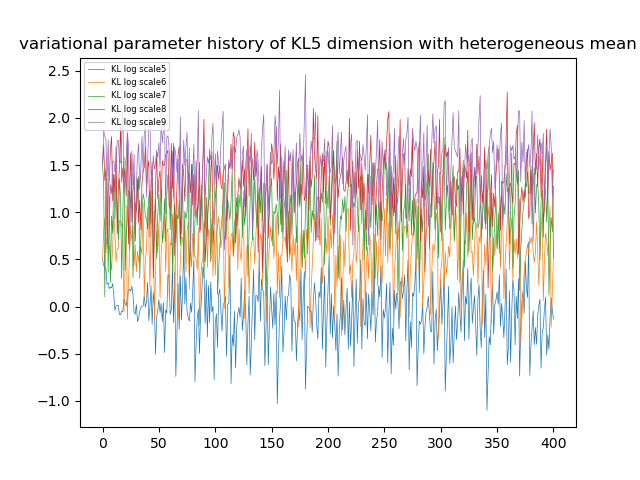 variational parameter history of KL5 dimension with heterogeneous mean
KL log scale5
KL log scale6
KL log scale7
KL log scale8
KL log scale9
2.5
2.0
1.5
1.0
0.5
0.0
−0.5
−1.0
0 50 100 150 200 250 300 350 400